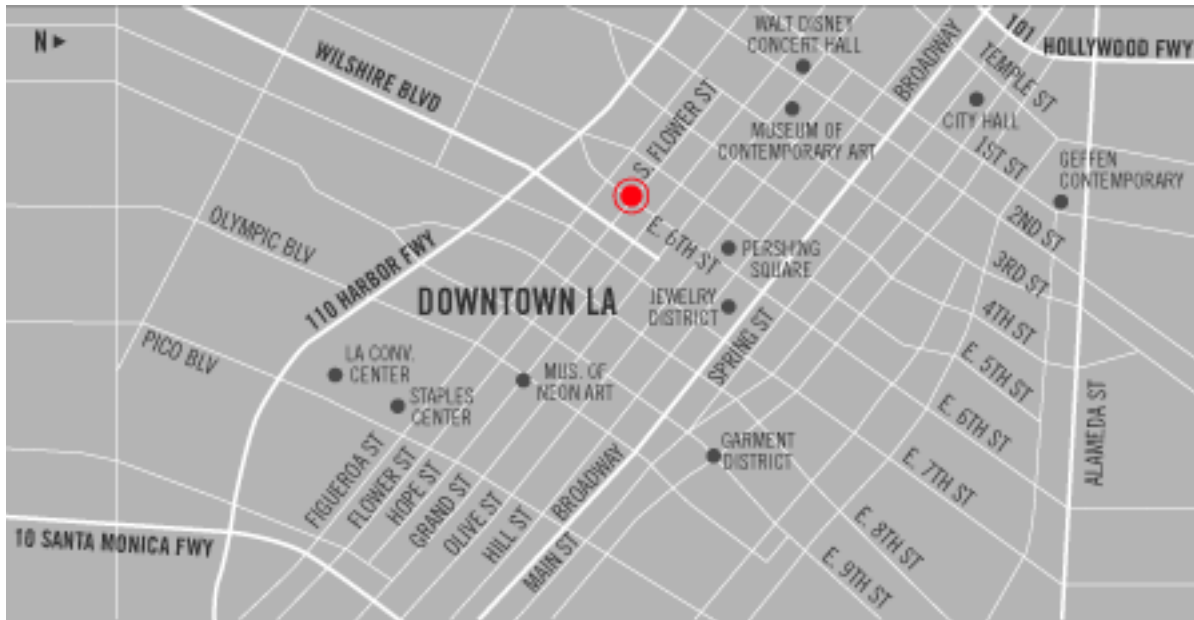 N
WILSHIRE BLVD
WALT DISNEY
CONCERT HALL
BROADWAY
101
HOLLYWOOD FWY
TEMPLE ST
CITY HALL
S. FLOWER ST
MUSEUM OF
CONTEMPORARY ART
1ST ST
GEFFEN
CONTEMPORARY
OLYMPIC BLV
110 HARBOR FWY
E. 6TH ST
PERSHING
SQUARE
2ND ST
3RD ST
DOWNTOWN LA
JEWELRY
DISTRICT
4TH ST
PICO BLV
LA CONV.
CENTER
STAPLES
CENTER
MUS. OF
NEON ART
SPRING ST
E. 5TH ST
E. 6TH ST
ALAMEDA ST
GARMENT
DISTRICT
E. 7TH ST
FIGUEROA ST
FLOWER ST
HOPE ST
GRAND ST
OLIVE ST
HILL ST
BROADWAY
MAIN ST
E. 8TH ST
E. 9TH ST
10 SANTA MONICA FWY